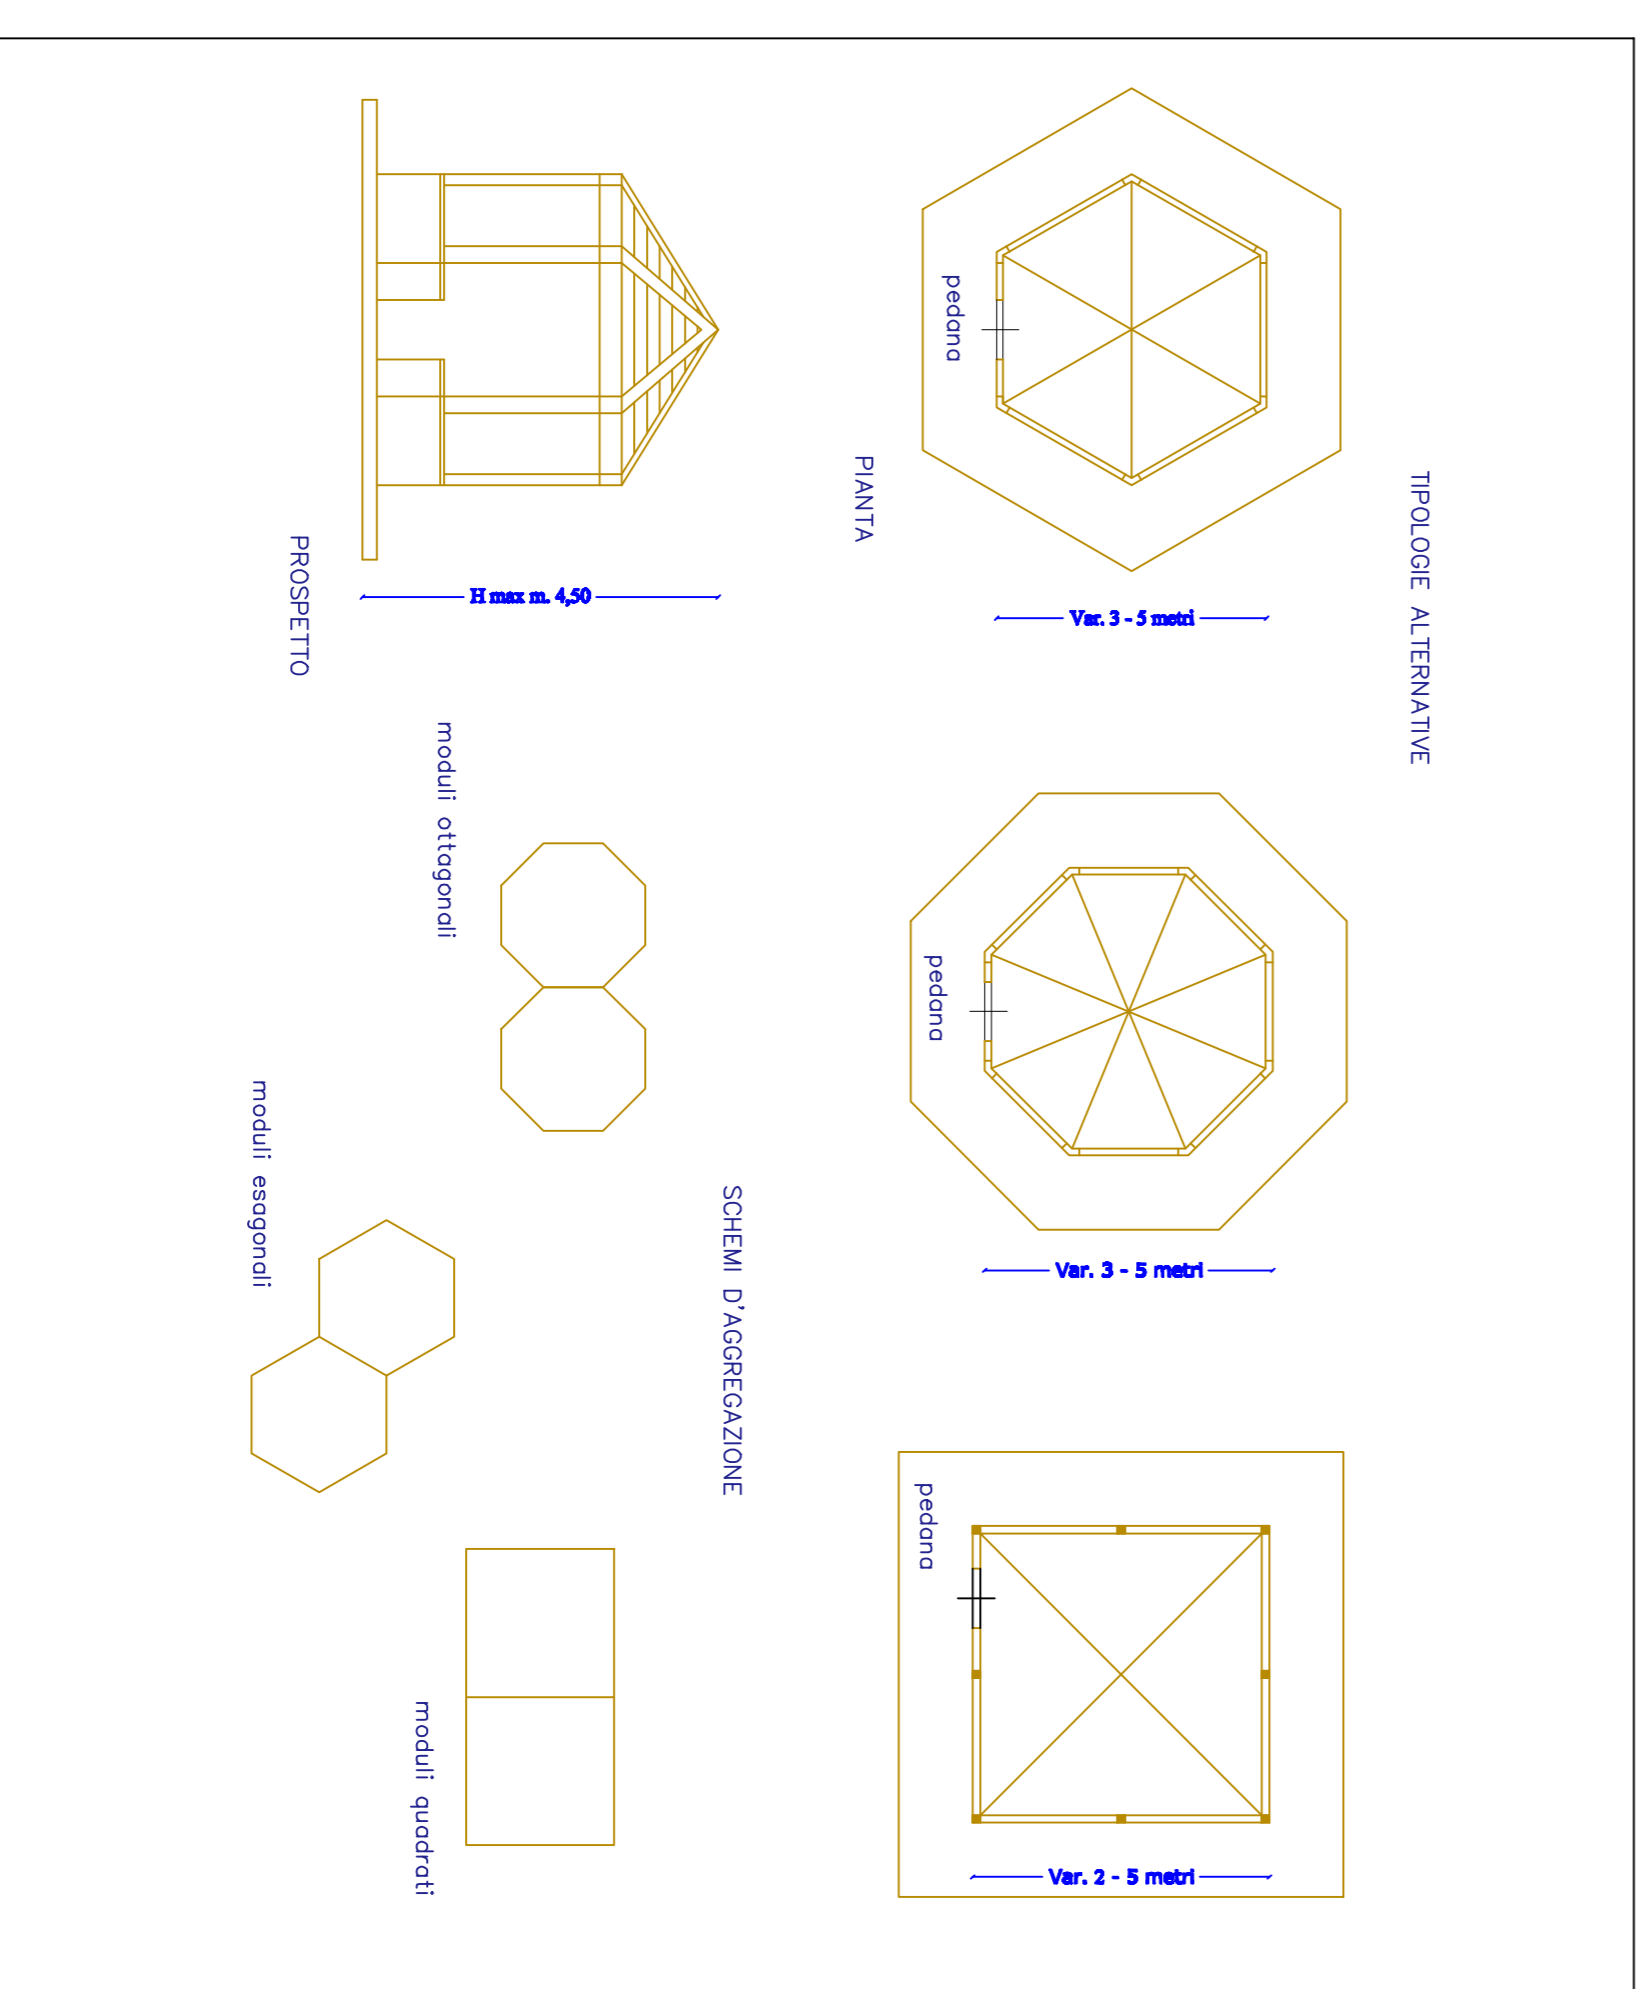 TIPOLOGIE ALTERNATIVE
pedana
Var. 3 - 5 metri
pedana
Var. 3 - 5 metri
pedana
Var. 2 - 5 metri
PIANTA
SCHEMI D'AGGREGAZIONE
H max m. 4,50
PROSPETTO
moduli ottagonali
moduli esagonali
moduli quadrati